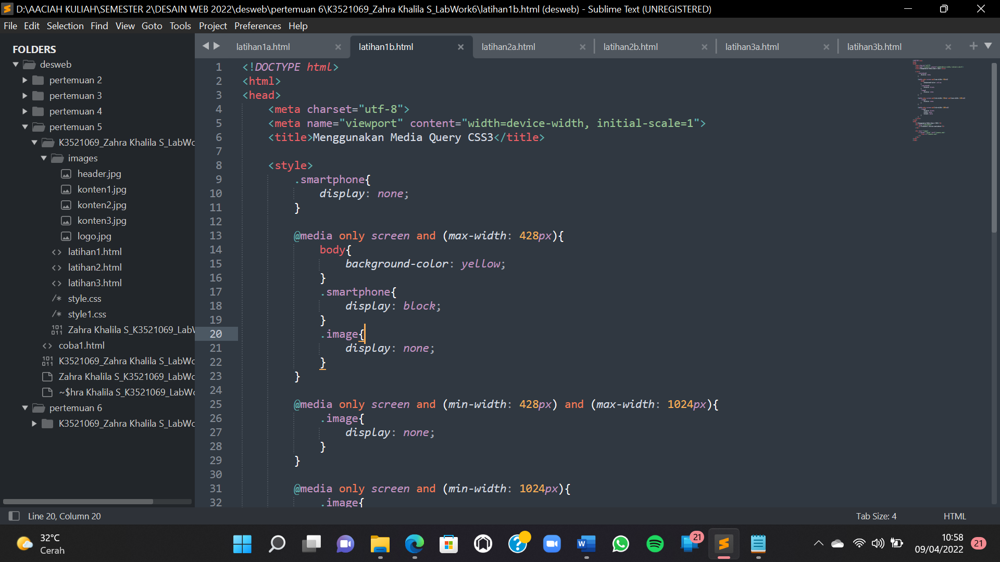 D:\AACIAH KULIAH\SEMESTER 2\DESAIN WEB 2022\desweb\pertemuan 6\K3521069_Zahra Khalila S_LabWork6\latihan1b.html (desweb) - Sublime Text (UNREGISTERED)
File Edit Selection Find View Goto Tools Project Preferences Help
FOLDERS
desweb
pertemuan 2
pertemuan 3
pertemuan 4
pertemuan 5
K3521069_Zahra Khalila S_LabWo
images
header.jpg
konten1.jpg
konten2.jpg
konten3.jpg
logo.jpg
<> latihan1.html
<> latihan2.html
<> latihan3.html
/* style.css
/* style1.css
Zahra Khalila S_K3521069_LabW
<> coba1.html
K3521069_Zahra Khalila S_LabWo
Zahra Khalila S_K3521069_LabWo
~$hra Khalila S_K3521069_LabWo
pertemuan 6
K3521069_Zahra Khalila S_LabWo
latihan1a.html latihan1b.html latihan2a.html latihan2b.html latihan3a.html latihan3b.html
1 <!DOCTYPE html>
2 <html>
3 <head>
4 <meta charset="utf-8">
5 <meta name="viewport" content="width=device-width, initial-scale=1">
6 <title>Menggunakan Media Query CSS3</title>
7
8 <style>
9 .smartphone{
10 display: none;
11 }
12
13 @media only screen and (max-width: 428px){
14 body{
15 background-color: yellow;
16 }
17 .smartphone{
18 display: block;
19 }
20 .image{
21 display: none;
22 }
23 }
24
25 @media only screen and (min-width: 428px) and (max-width: 1024px){
26 .image{
27 display: none;
28 }
29 }
30
31 @media only screen and (min-width: 1024px){
32 .image{
Line 20, Column 20
Tab Size: 4
HTML
32°C
Cerah
21
10:58
09/04/2022
21